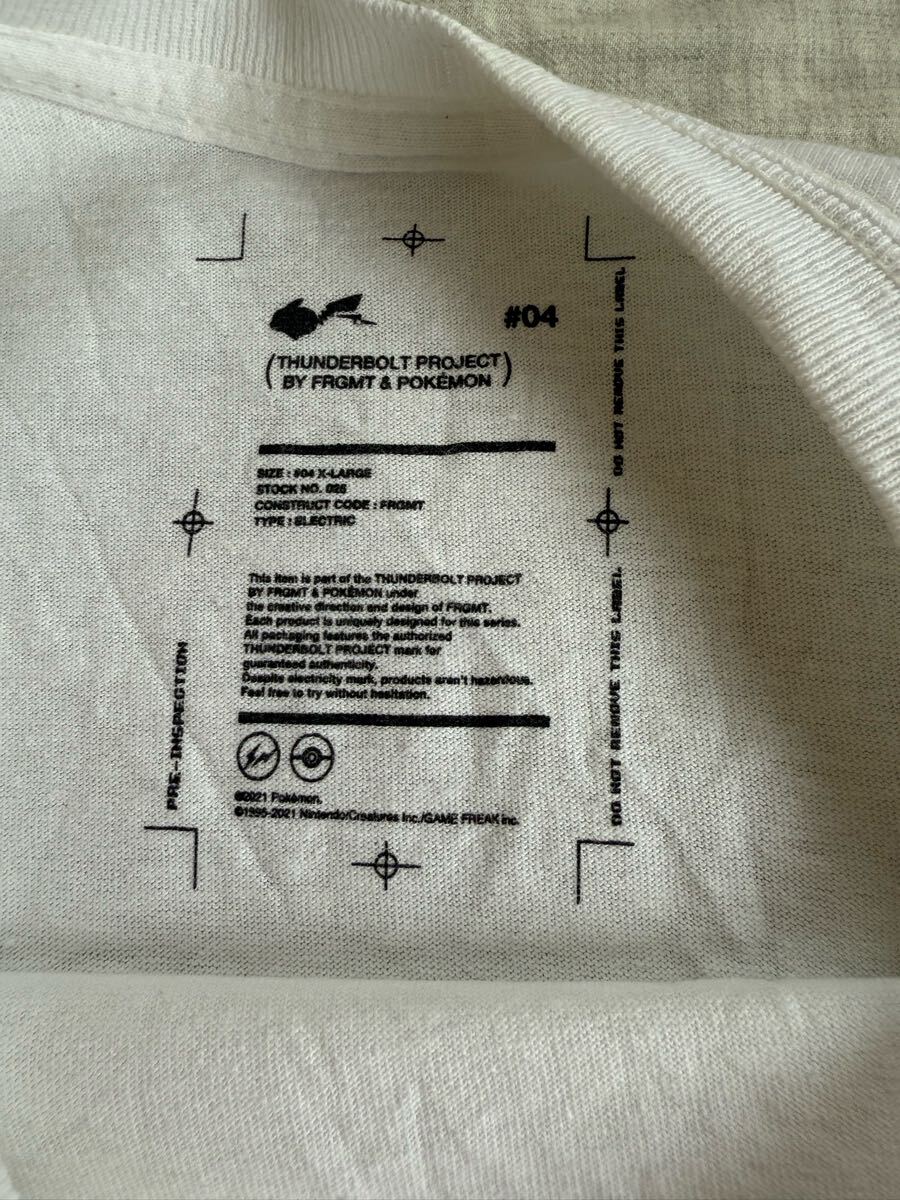 #04
(THUNDERBOLT PROJECT
BY FRGMT & POKÉMON)
SIZE : #04 X-LARGE
STOCK NO. 025
CONSTRUCT CODE : FRGMT
TYPE : ELECTRIC
This item is part of the THUNDERBOLT PROJECT
BY FRGMT & POKÉMON under
the creative direction and design of FRGMT.
Each product is uniquely designed for this series.
All packaging features the authorized
THUNDERBOLT PROJECT mark for
guaranteed authenticity.
Despite electricity mark, products aren't hazardous.
Feel free to try without hesitation.
©2021 Pokémon.
©1995-2021 Nintendo/Creatures Inc./GAME FREAK inc.
PRE-INSPECTION
DO NOT REMOVE THIS LABEL
DO NOT REMOVE THIS LABEL